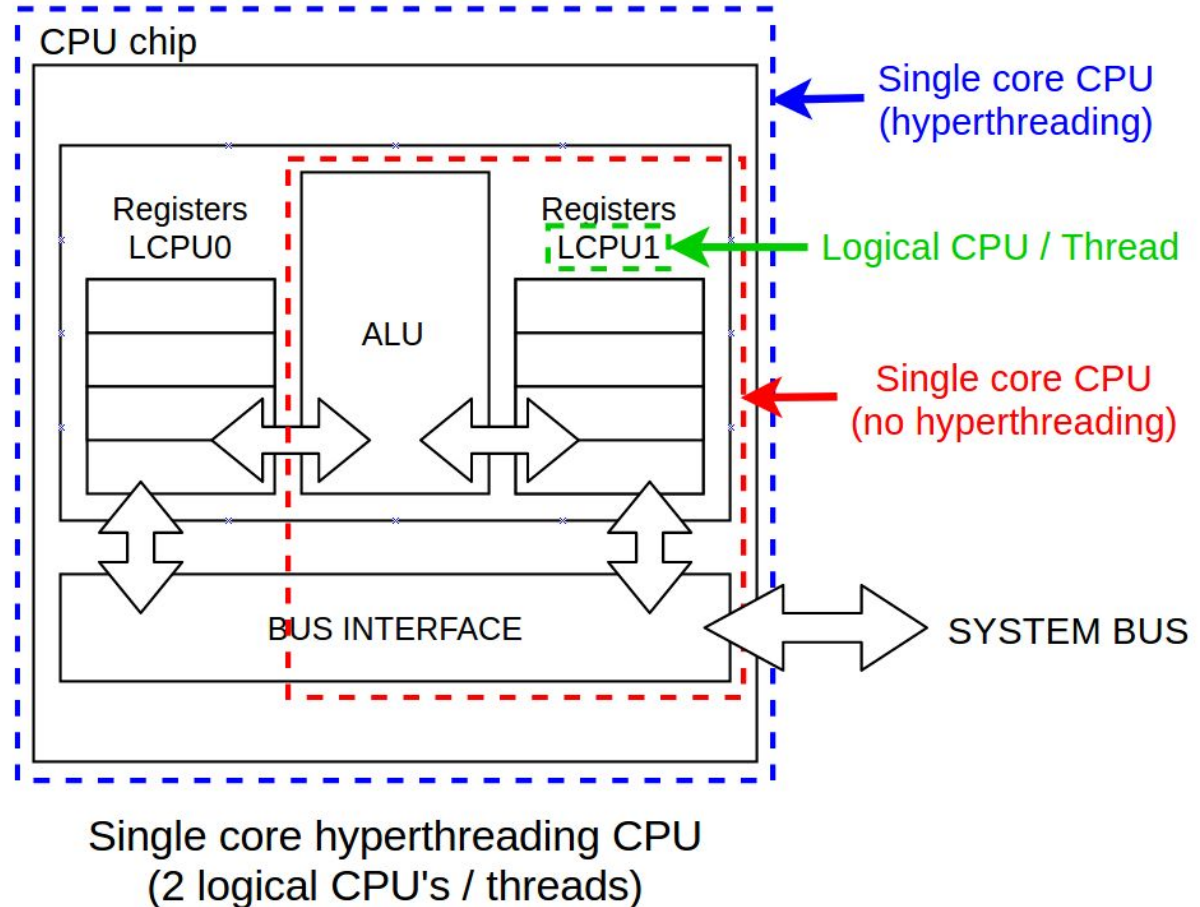 CPU chip
Single core CPU
(hyperthreading)
Registers
LCPU0
Registers
LCPU1
Logical CPU / Thread
ALU
Single core CPU
(no hyperthreading)
BUS INTERFACE
SYSTEM BUS
Single core hyperthreading CPU
(2 logical CPU's / threads)